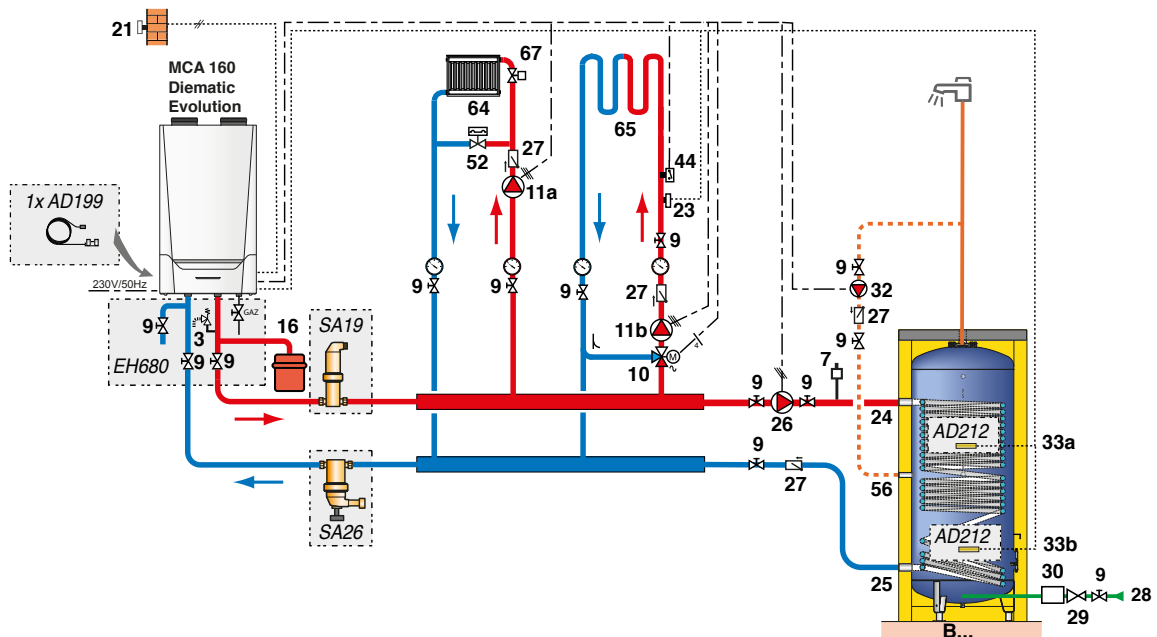 21
MCA 160
Diematic
Evolution
1x AD199
230V/50Hz
GAZ
9
3
9
9
EH680
16
SA19
SA26
67
64
52
27
11a
9
9
65
44
23
9
9
27
11b
M
4
10
9
9
26
7
9
27
9
32
27
9
24
56
25
AD212
33a
AD212
33b
30
29
9
28
B...